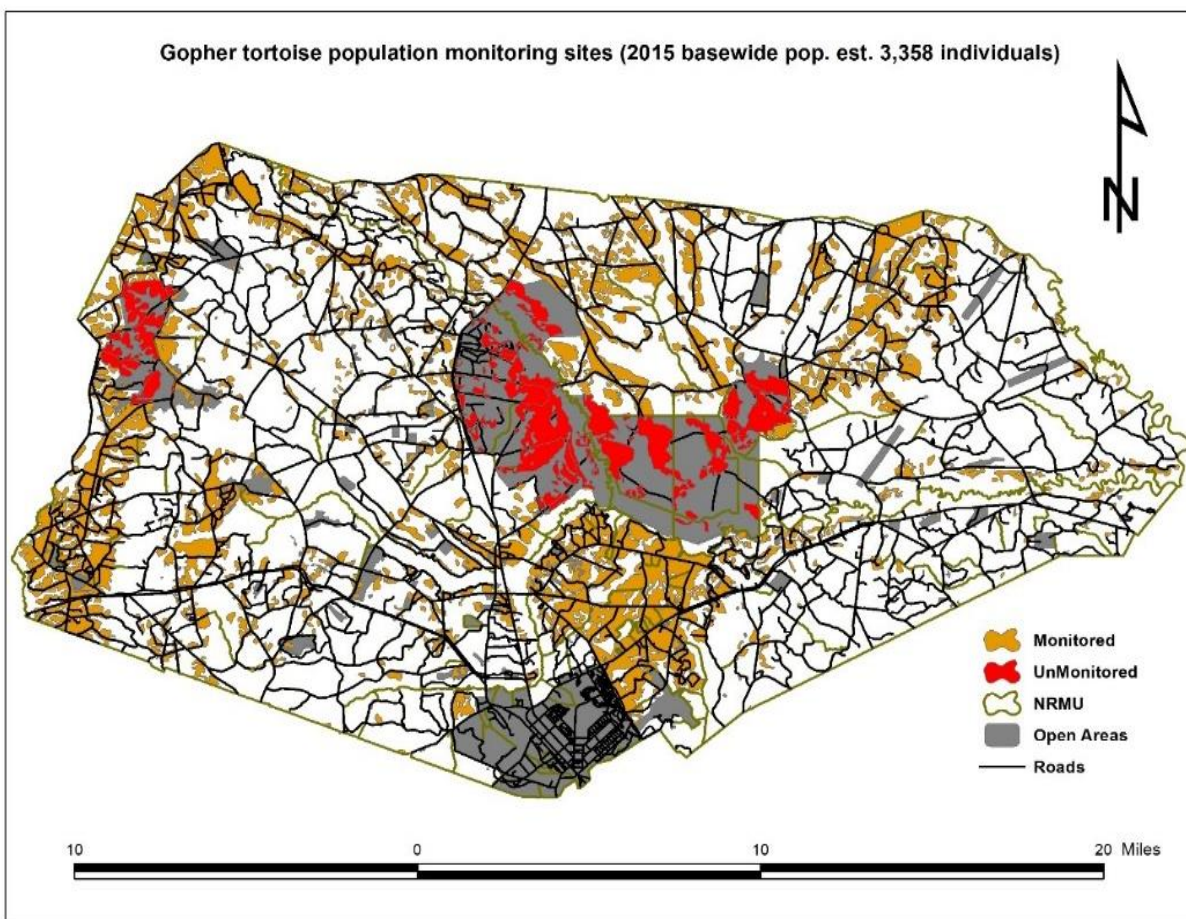 Gopher tortoise population monitoring sites (2015 basewide pop. est. 3,358 individuals)
N
Monitored
UnMonitored
NRMU
Open Areas
Roads
10 0 10 20 Miles